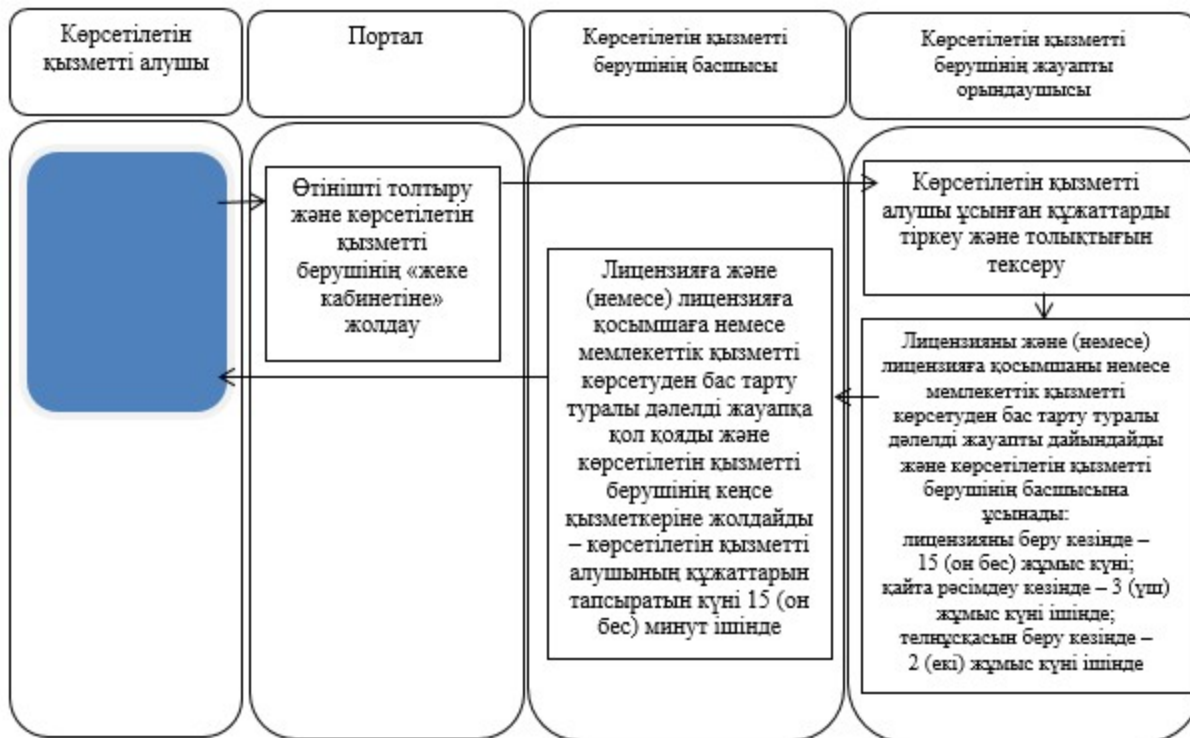 Көрсетілетін
қызметті алушы
Портал
Көрсетілетін қызметті
берушінің басшысы
Көрсетілетін қызметті
берушінің жауапты
орындаушысы
Өтінішті толтыру
және көрсетілетін
қызметті
берушінің «жеке
кабинетіне»
жолдау
Лицензияға және
(немесе) лицензияға
қосымшаға немесе
мемлекеттік қызметті
көрсетуден бас тарту
туралы дәлелді жауапқа
қол қояды және
көрсетілетін қызметті
берушінің кеңсе
қызметкеріне жолдайды
– көрсетілетін қызметті
алушының құжаттарын
тапсыратын күні 15 (он
бес) минут ішінде
Көрсетілетін қызметті
алушы ұсынған құжаттарды
тіркеу және толықтығын
тексеру
Лицензияны және (немесе)
лицензияға қосымшаны немесе
мемлекеттік қызметті
көрсетуден бас тарту туралы
дәлелді жауапты дайындайды
және көрсетілетін қызметті
берушінің басшысына
ұсынады:
лицензияны беру кезінде –
15 (он бес) жұмыс күні;
қайта рәсімдеу кезінде – 3 (үш)
жұмыс күні ішінде;
телнұсқасын беру кезінде –
2 (екі) жұмыс күні ішінде